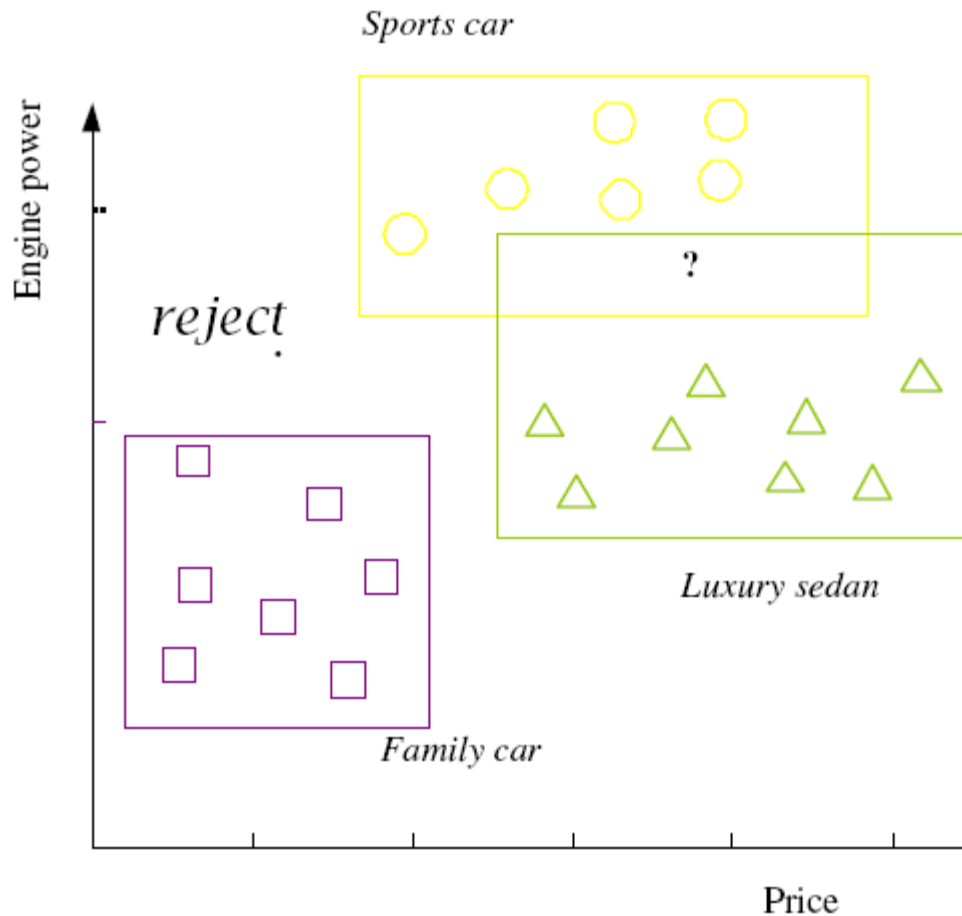 Sports car
Engine power
?
reject
Luxury sedan
Family car
Price